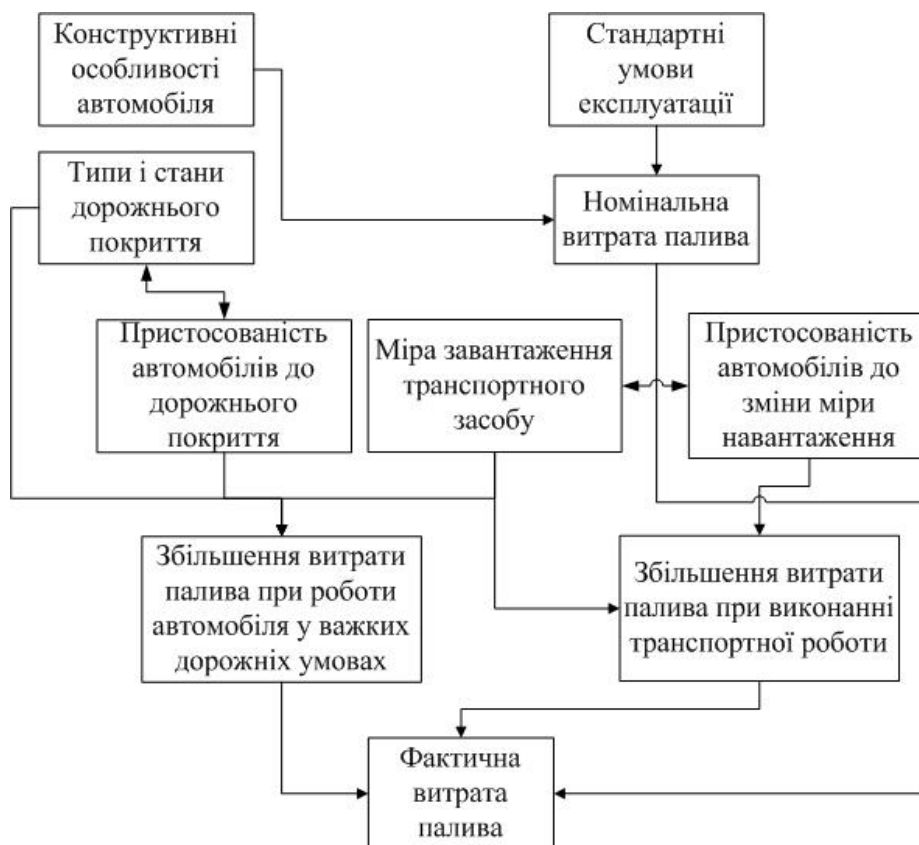 Конструктивні
особливості
автомобіля
Стандартні
умови
експлуатації
Типи і стани
дорожнього
покриття
Номінальна
витрата палива
Пристосованість
автомобілів до
дорожнього
покриття
Міра завантаження
транспортного
засобу
Пристосованість
автомобілів до
зміни міри
навантаження
Збільшення витрати
палива при роботи
автомобіля у важких
дорожніх умовах
Збільшення витрати
палива при виконанні
транспортної роботи
Фактична
витрата
палива